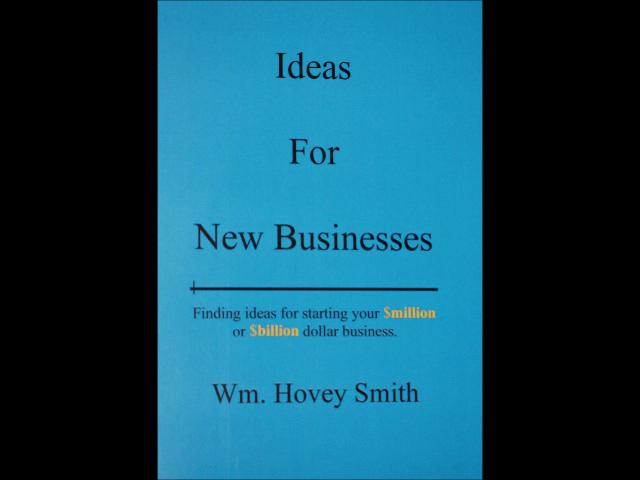 Ideas
For
New Businesses
Finding ideas for starting your $million
or $billion dollar business.
Wm. Hovey Smith